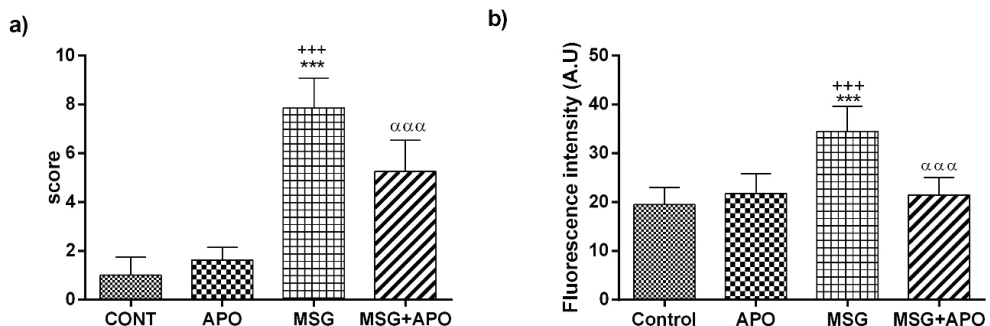 a)
score
10
8
6
4
2
0
+++
***
ααα
CONT APO MSG MSG+APO
b)
Fluorescence intensity (A.U)
50
40
30
20
10
0
+++
***
ααα
Control APO MSG MSG+APO